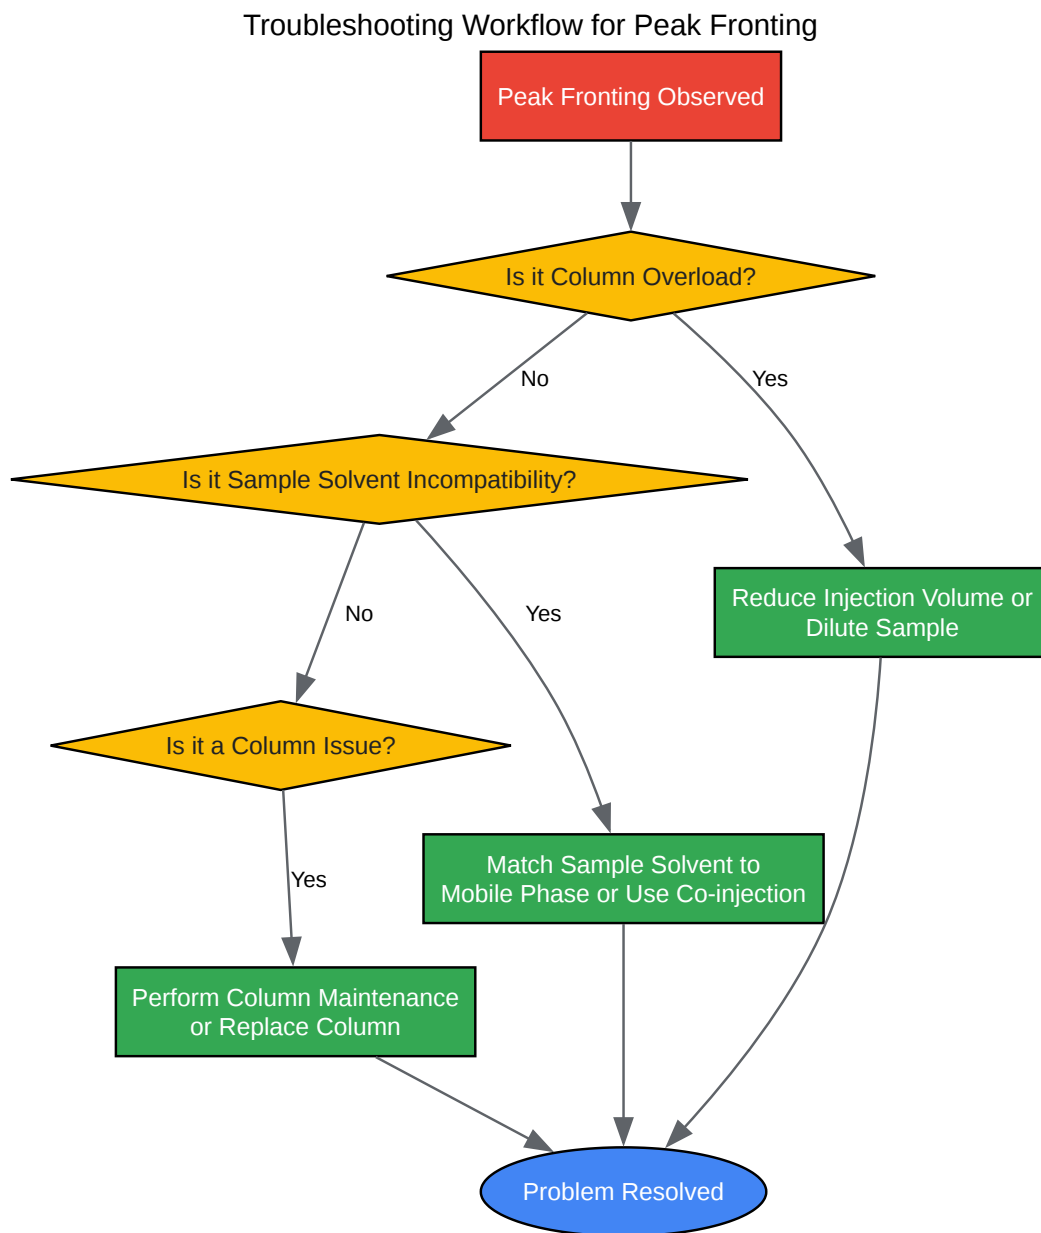 Troubleshooting Workflow for Peak Fronting
Peak Fronting Observed
Is it Column Overload?
No
Yes
Is it Sample Solvent Incompatibility?
Reduce Injection Volume or
Dilute Sample
No
Yes
Is it a Column Issue?
Match Sample Solvent to
Mobile Phase or Use Co-injection
Yes
Perform Column Maintenance
or Replace Column
Problem Resolved